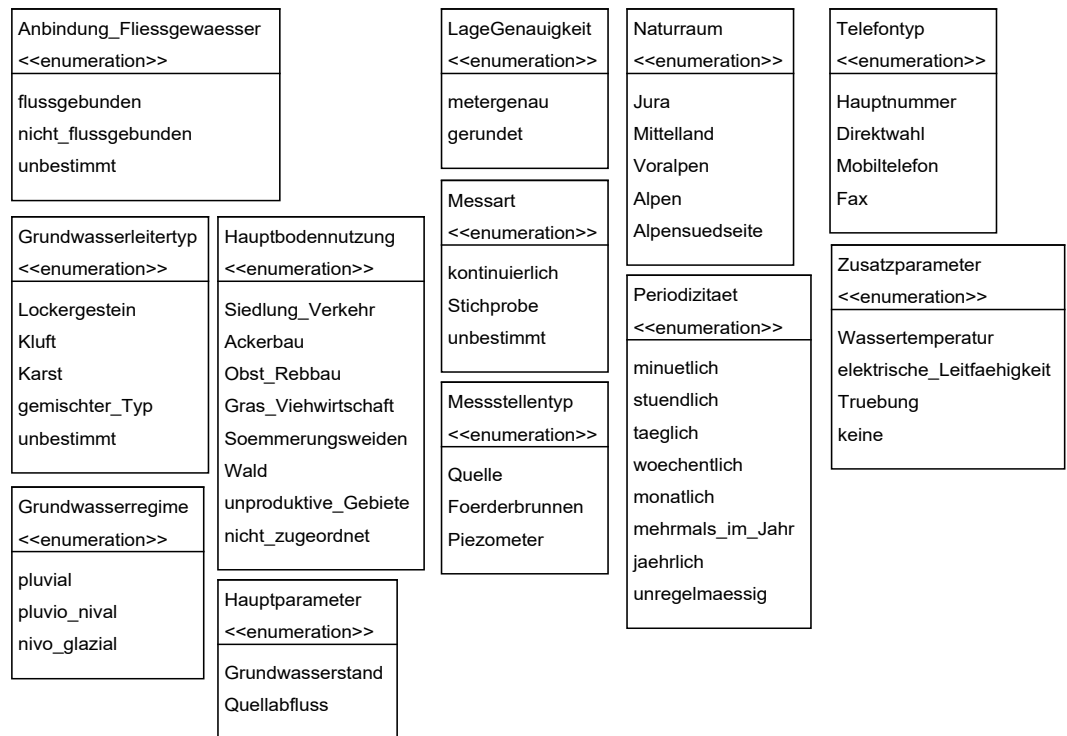 Anbindung_Fliessgewaesser
<<enumeration>>
flussgebunden
nicht_flussgebunden
unbestimmt
Grundwasserleitertyp
<<enumeration>>
Lockergestein
Kluft
Karst
gemischter_Typ
unbestimmt
Grundwasserregime
<<enumeration>>
pluvial
pluvio_nival
nivo_glazial
Hauptbodennutzung
<<enumeration>>
Siedlung_Verkehr
Ackerbau
Obst_Rebbau
Gras_Viehwirtschaft
Soemmerungsweiden
Wald
unproduktive_Gebiete
nicht_zugeordnet
Hauptparameter
<<enumeration>>
Grundwasserstand
Quellabfluss
LageGenauigkeit
<<enumeration>>
metergenau
gerundet
Messart
<<enumeration>>
kontinuierlich
Stichprobe
unbestimmt
Messstellentyp
<<enumeration>>
Quelle
Foerderbrunnen
Piezometer
Naturraum
<<enumeration>>
Jura
Mittelland
Voralpen
Alpen
Alpensuedseite
Periodizitaet
<<enumeration>>
minuetlich
stuendlich
taeglich
woechentlich
monatlich
mehrmals_im_Jahr
jaehrlich
unregelmaessig
Telefontyp
<<enumeration>>
Hauptnummer
Direktwahl
Mobiltelefon
Fax
Zusatzparameter
<<enumeration>>
Wassertemperatur
elektrische_Leitfaehigkeit
Truebung
keine